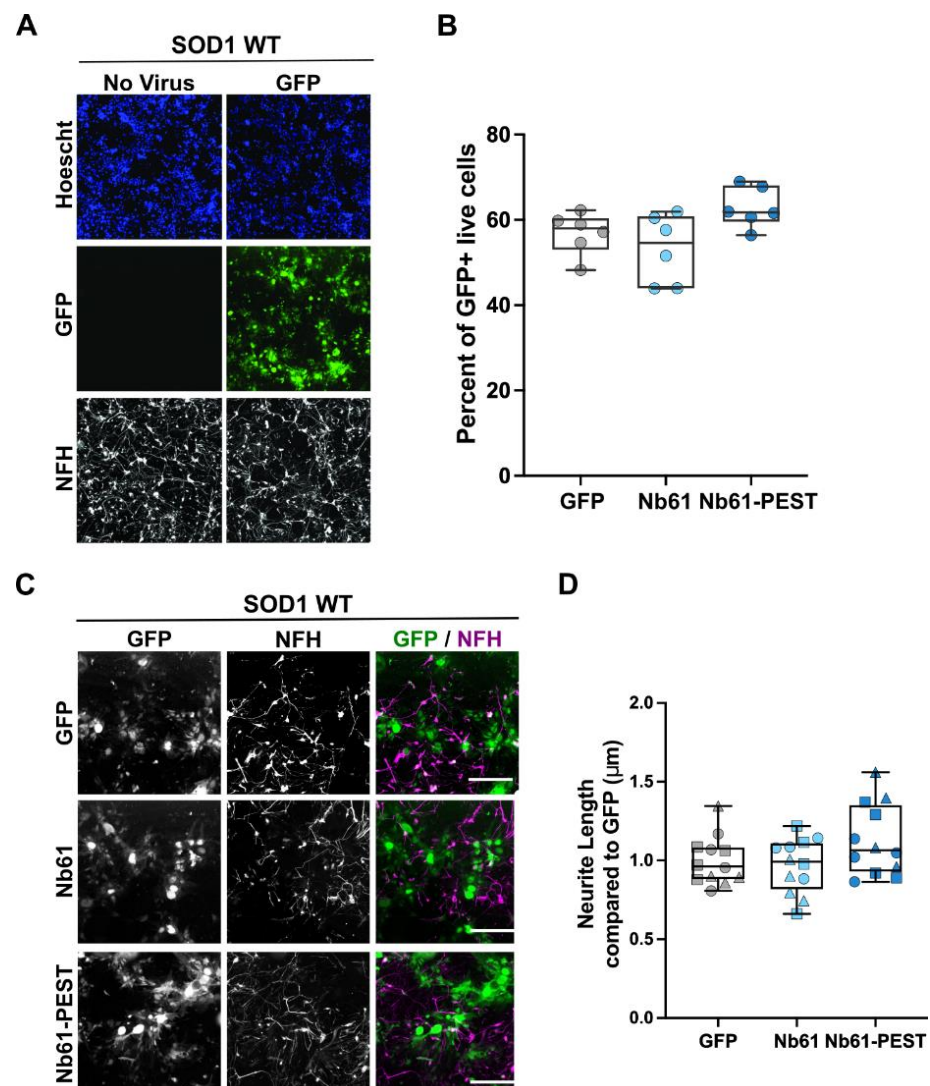 A
SOD1 WT
No Virus GFP
Hoescht
GFP
NFH
B
Percent of GFP+ live cells
80
60
40
20
0
GFP Nb61 Nb61-PEST
C
SOD1 WT
GFP NFH GFP / NFH
GFP
Nb61
Nb61-PEST
D
Neurite Length
compared to GFP (μm)
2.0
1.5
1.0
0.5
0.0
GFP Nb61 Nb61-PEST